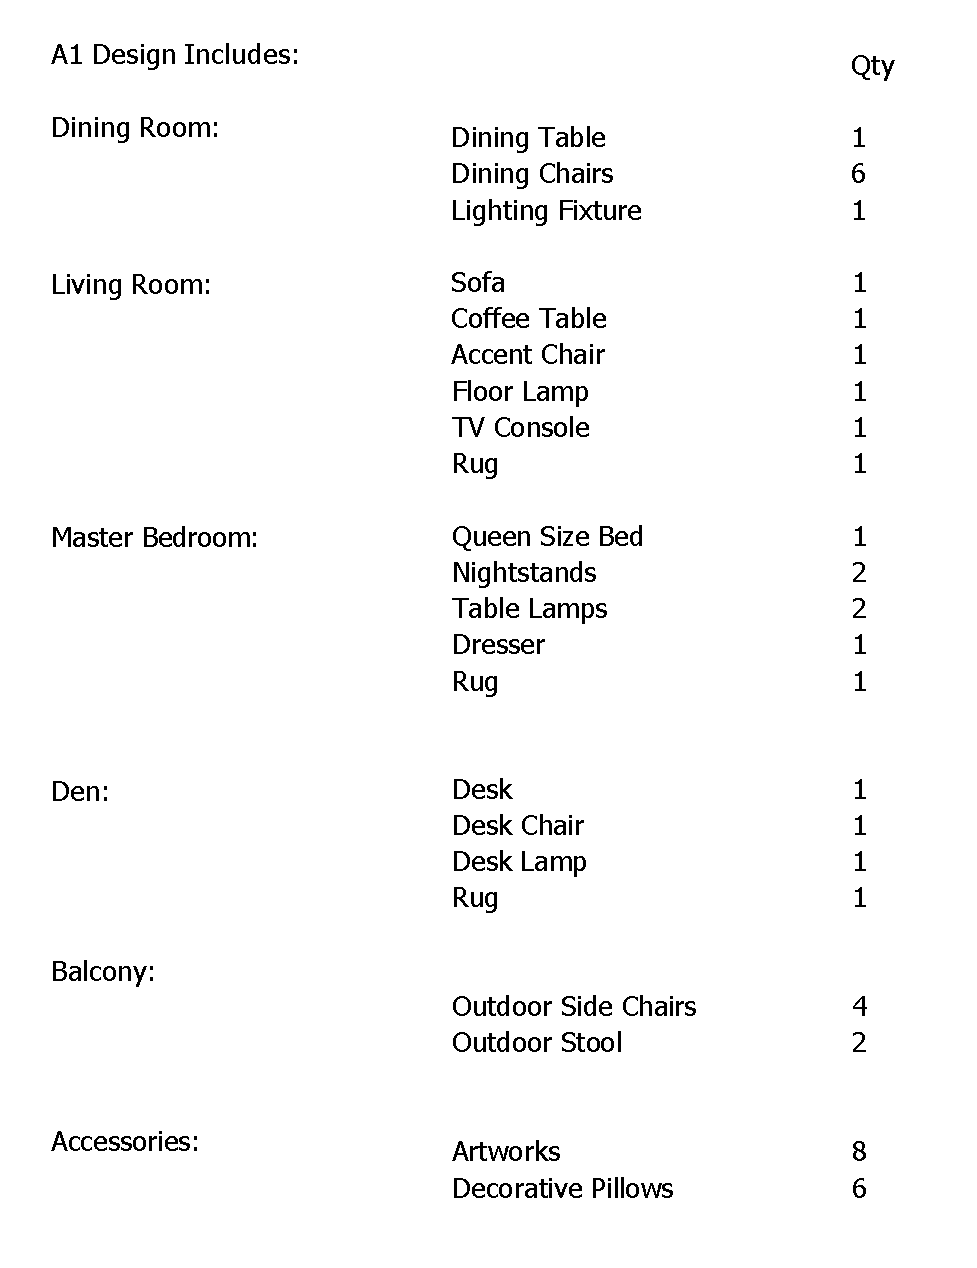 A1 Design Includes:
Qty
Dining Room:
Dining Table 1
Dining Chairs 6
Lighting Fixture 1
Living Room:
Sofa 1
Coffee Table 1
Accent Chair 1
Floor Lamp 1
TV Console 1
Rug 1
Master Bedroom:
Queen Size Bed 1
Nightstands 2
Table Lamps 2
Dresser 1
Rug 1
Den:
Desk 1
Desk Chair 1
Desk Lamp 1
Rug 1
Balcony:
Outdoor Side Chairs 4
Outdoor Stool 2
Accessories:
Artworks 8
Decorative Pillows 6